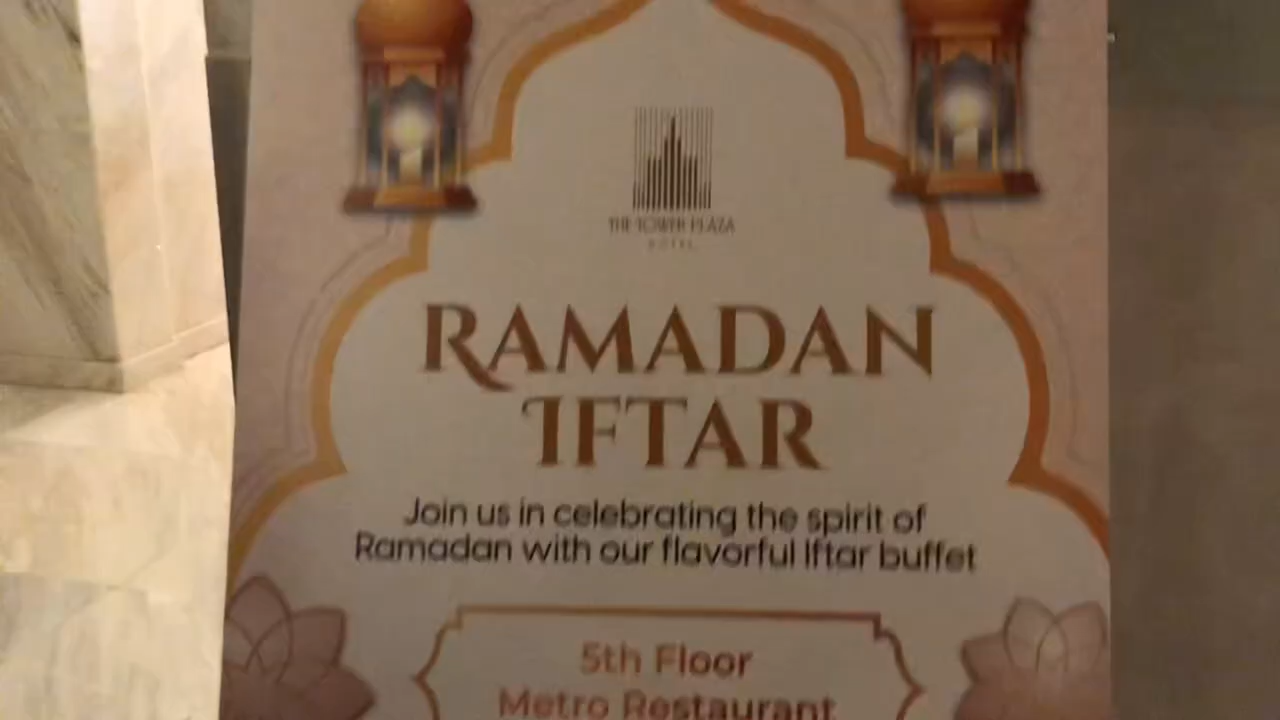 THE TOWER PLAZA
HOTEL
RAMADAN
IFTAR
Join us in celebrating the spirit of
Ramadan with our flavorful Iftar buffet
5th Floor
Metro Restaurant